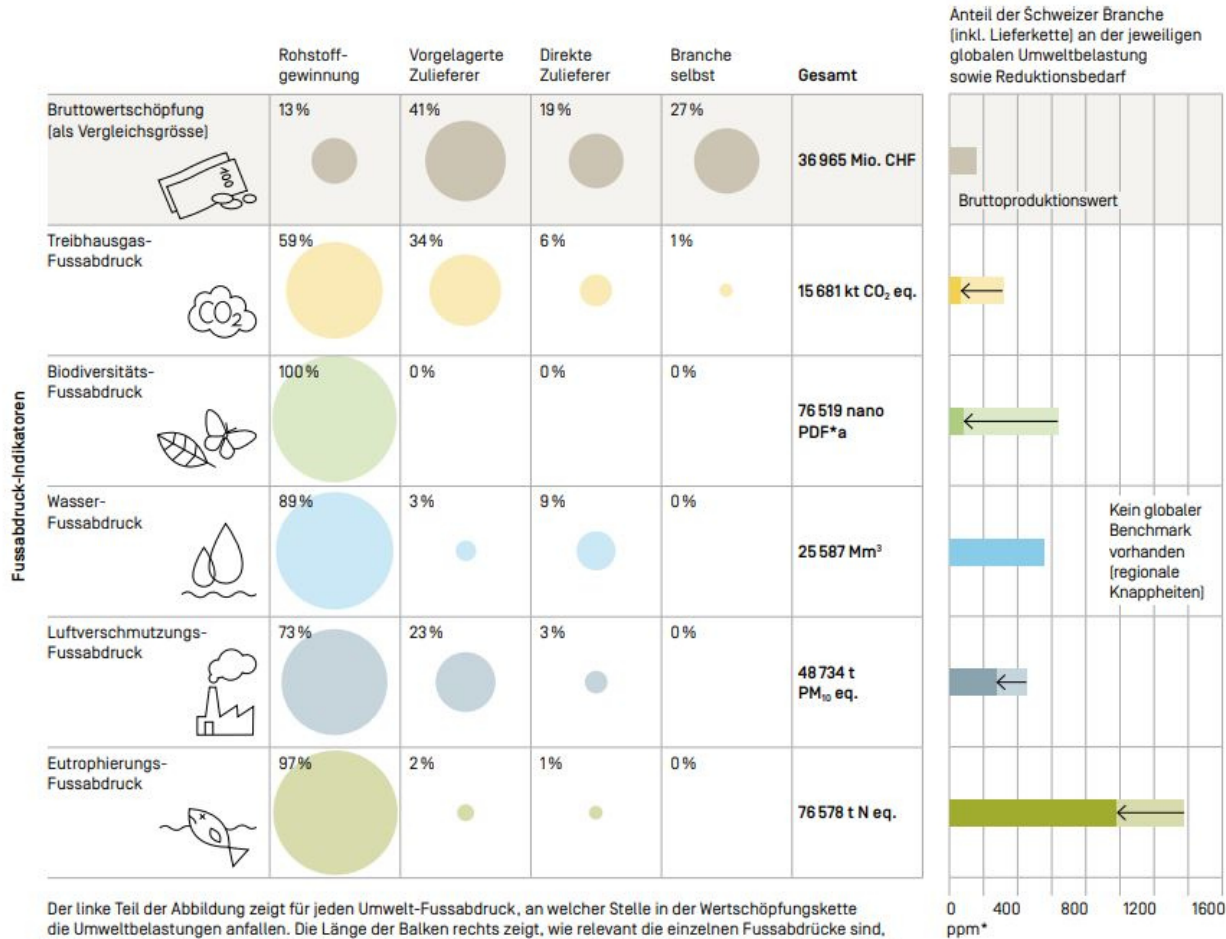 Anteil der Schweizer Branche
(inkl. Lieferkette) an der jeweiligen
globalen Umweltbelastung
sowie Reduktionsbedarf
Rohstoff-
gewinnung
Vorgelagerte
Zulieferer
Direkte
Zulieferer
Branche
selbst
Gesamt
Fussabdruck-Indikatoren
Bruttowertschöpfung
(als Vergleichsgrösse)
100
13 %
41 %
19 %
27 %
36 965 Mio. CHF
Bruttoproduktionswert
Treibhausgas-
Fussabdruck
CO2
59 %
34 %
6 %
1 %
15 681 kt CO₂ eq.
Biodiversitäts-
Fussabdruck
100 %
0 %
0 %
0 %
76 519 nano
PDF*a
Wasser-
Fussabdruck
89 %
3 %
9 %
0 %
25 587 Mm³
Kein globaler
Benchmark
vorhanden
(regionale
Knappheiten)
Luftverschmutzungs-
Fussabdruck
73 %
23 %
3 %
0 %
48 734 t
PM₁₀ eq.
Eutrophierungs-
Fussabdruck
97 %
2 %
1 %
0 %
76 578 t N eq.
0 400 800 1200 1600
ppm*
Der linke Teil der Abbildung zeigt für jeden Umwelt-Fussabdruck, an welcher Stelle in der Wertschöpfungskette
die Umweltbelastungen anfallen. Die Länge der Balken rechts zeigt, wie relevant die einzelnen Fussabdrücke sind,